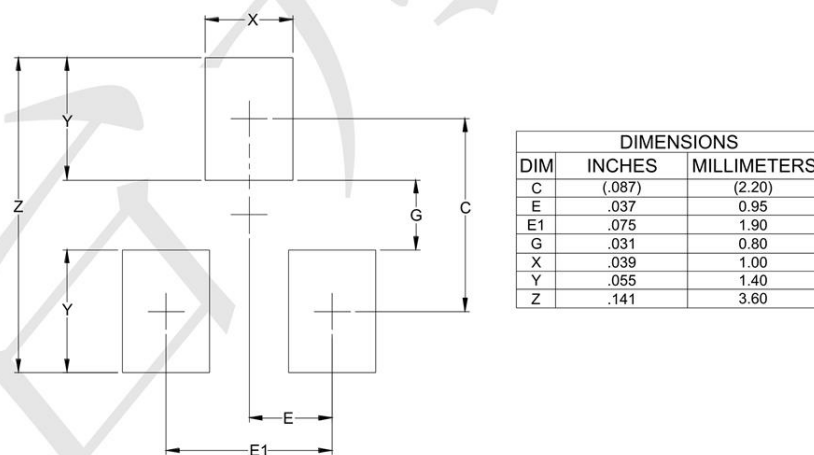 X
Y
Z
G
C
Y
E
E1
DIMENSIONS
DIM INCHES MILLIMETERS
C (.087) (2.20)
E .037 0.95
E1 .075 1.90
G .031 0.80
X .039 1.00
Y .055 1.40
Z .141 3.60